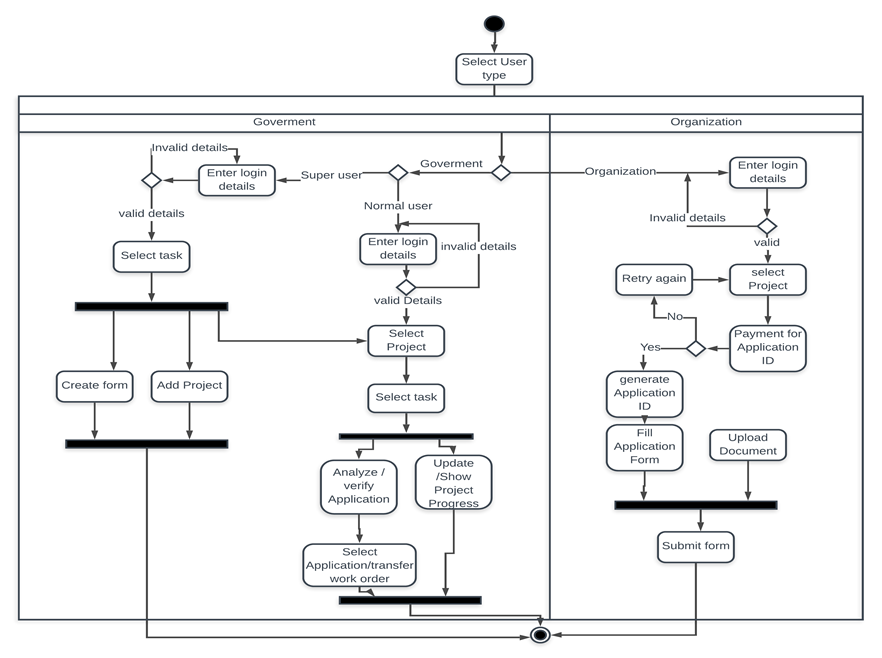 Select User
type
Goverment
Organization
Invalid details
Enter login
details
Super user
Goverment
Organization
Enter login
details
valid details
Normal user
Invalid details
Enter login
details
invalid details
valid
Select task
valid Details
Retry again
select
Project
Select
Project
No
Payment for
Application
ID
Yes
Create form
Add Project
Select task
generate
Application
ID
Fill
Application
Form
Upload
Document
Analyze /
verify
Application
Update
/Show
Project
Progress
Submit form
Select
Application/transfer
work order